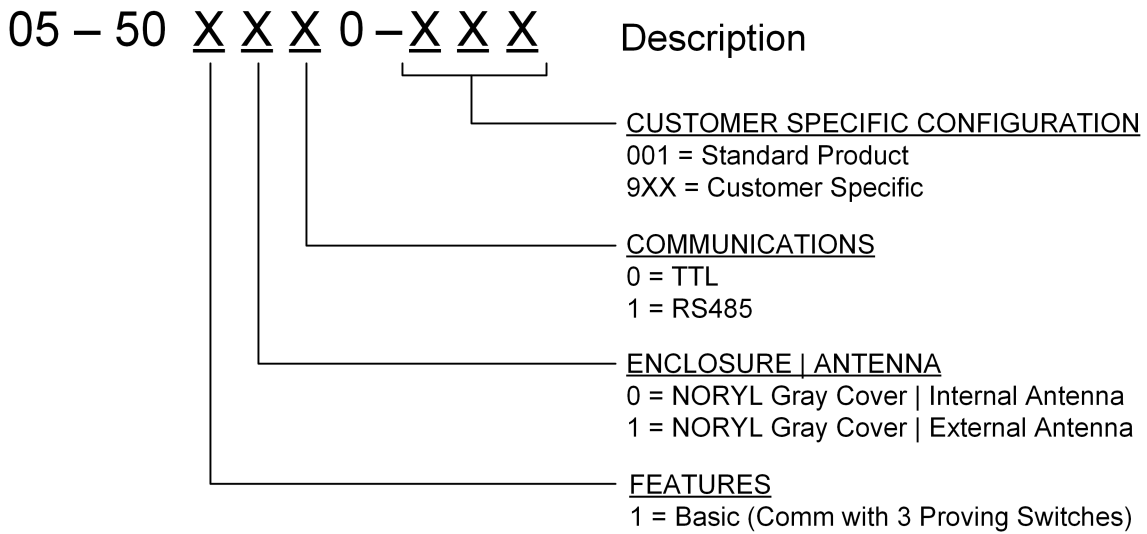 05 – 50 X X X 0 – X X X Description
CUSTOMER SPECIFIC CONFIGURATION
001 = Standard Product
9XX = Customer Specific
COMMUNICATIONS
0 = TTL
1 = RS485
ENCLOSURE | ANTENNA
0 = NORYL Gray Cover | Internal Antenna
1 = NORYL Gray Cover | External Antenna
FEATURES
1 = Basic (Comm with 3 Proving Switches)